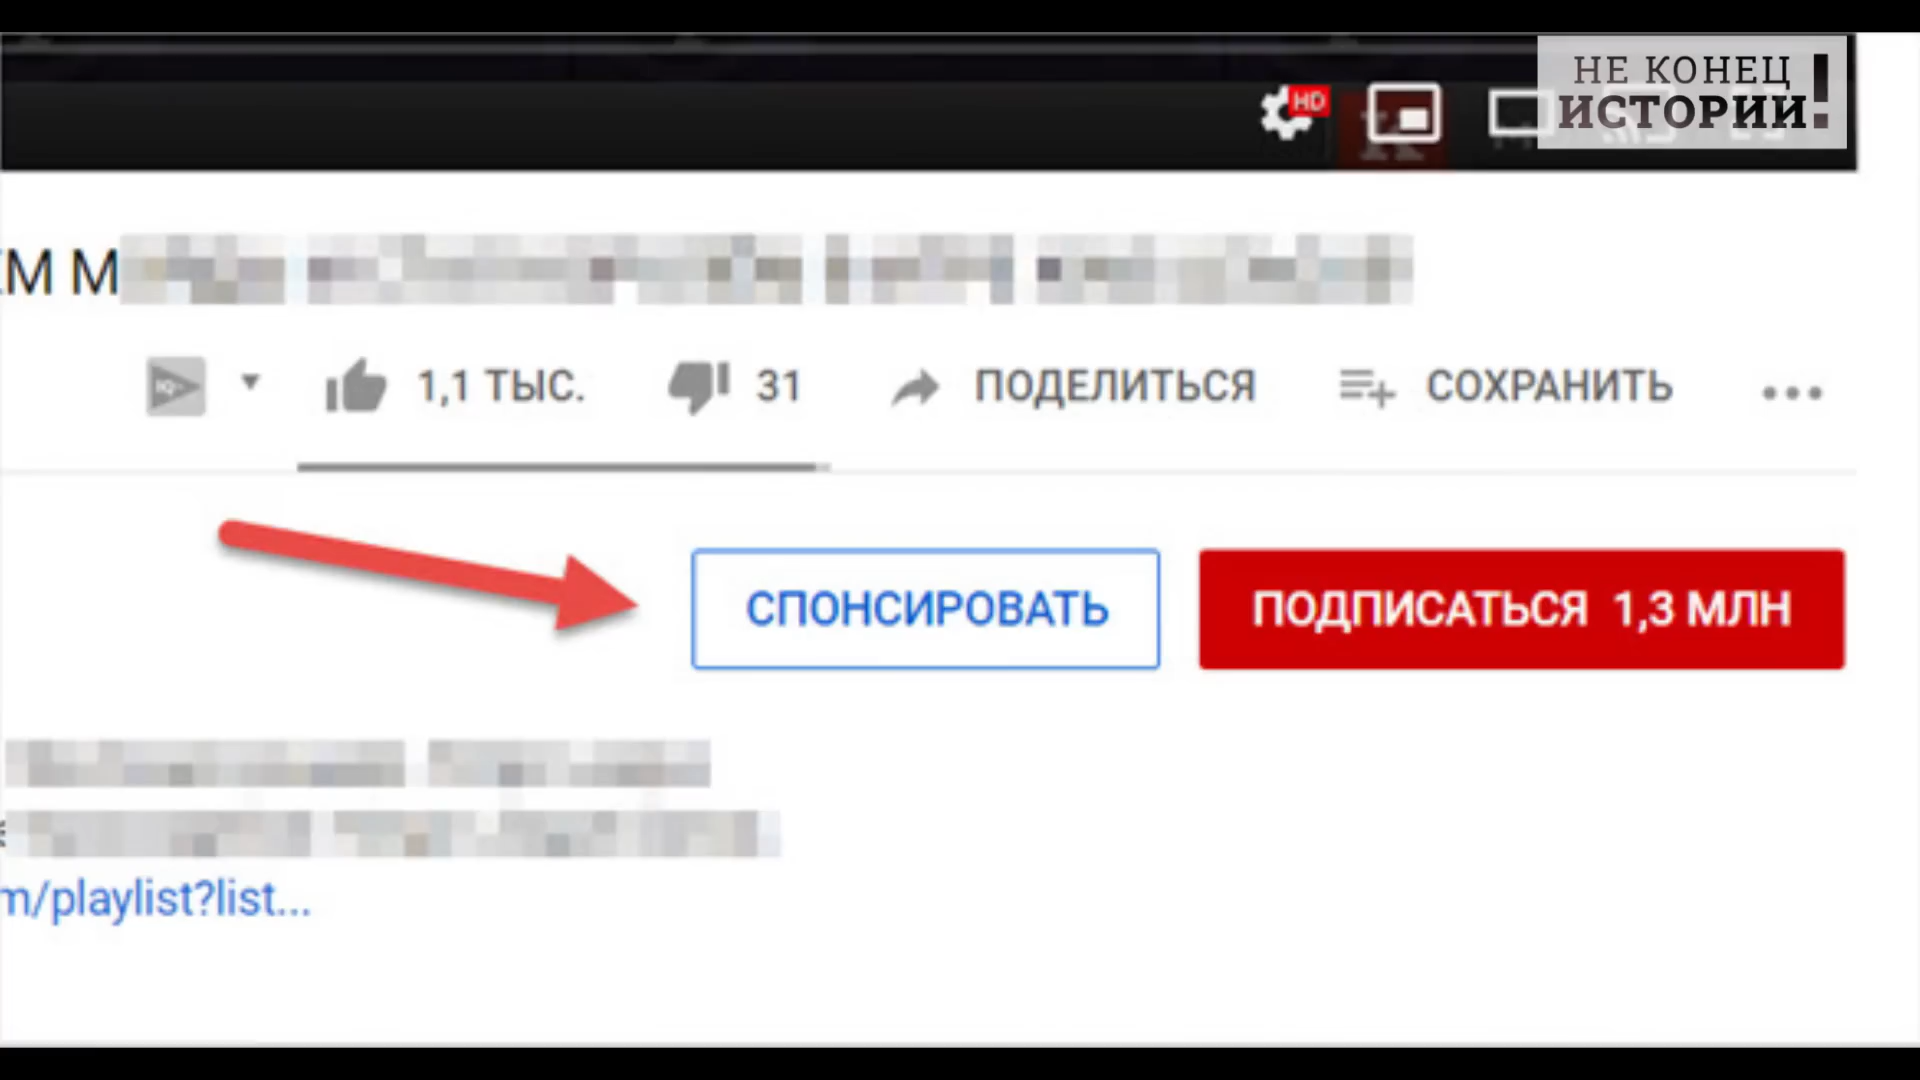 НЕ КОНЕЦ
ИСТОРИИ!
HD
М М
1,1 ТЫС. 31 ПОДЕЛИТЬСЯ СОХРАНИТЬ
СПОНСИРОВАТЬ ПОДПИСАТЬСЯ 1,3 МЛН
m/playlist?list...